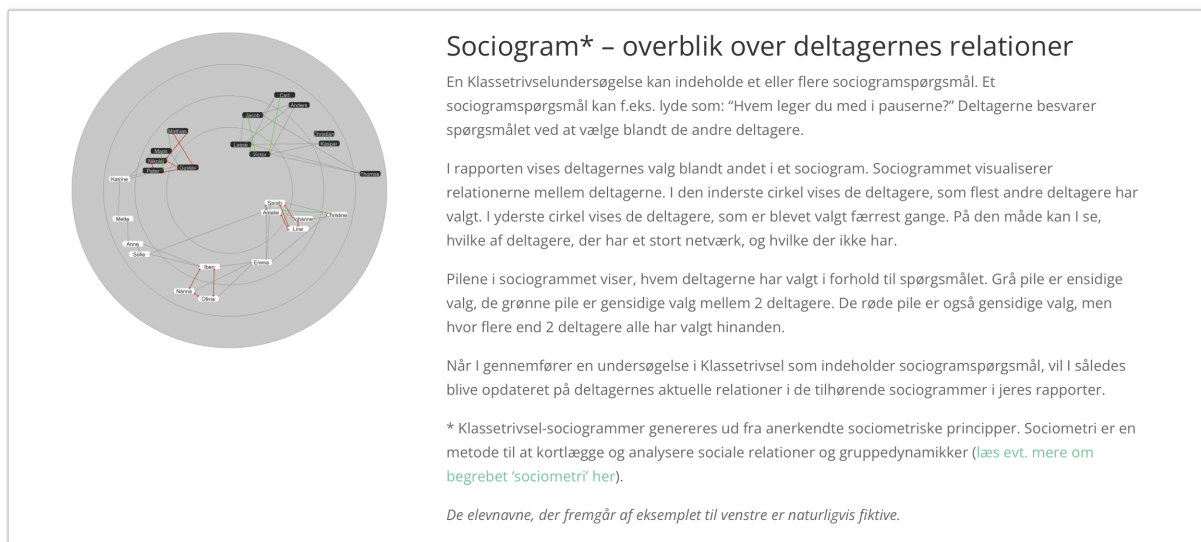 Sociogram* – overblik over deltagernes relationer
En Klassetrivselundersøgelse kan indeholde et eller flere sociogramspørgsmål. Et
sociogramspørgsmål kan f.eks. lyde som: “Hvem leger du med i pauserne?” Deltagerne besvarer
spørgsmålet ved at vælge blandt de andre deltagere.
I rapporten vises deltagernes valg blandt andet i et sociogram. Sociogrammet visualiserer
relationerne mellem deltagerne. I den inderste cirkel vises de deltagere, som flest andre deltagere har
valgt. I yderste cirkel vises de deltagere, som er blevet valgt færrest gange. På den måde kan I se,
hvilke af deltagere, der har et stort netværk, og hvilke der ikke har.
Pilene i sociogrammet viser, hvem deltagerne har valgt i forhold til spørgsmålet. Grå pile er ensidige
valg, de grønne pile er gensidige valg mellem 2 deltagere. De røde pile er også gensidige valg, men
hvor flere end 2 deltagere alle har valgt hinanden.
Når I gennemfører en undersøgelse i Klassetrivsel som indeholder sociogramspørgsmål, vil I således
blive opdateret på deltagernes aktuelle relationer i de tilhørende sociogrammer i jeres rapporter.
* Klassetrivsel-sociogrammer genereres ud fra anerkendte sociometriske principper. Sociometri er en
metode til at kortlægge og analysere sociale relationer og gruppedynamikker (læs evt. mere om
begrebet ‘sociometri’ her).
De elevnavne, der fremgår af eksemplet til venstre er naturligvis fiktive.
Carl
Anders
Jacob
Mathias
Christian
Lasse
Kasper
Mads
Victor
Nikolaj
Peter
Gustav
Thomas
Katrine
Sarah
Amalie
Christine
Mette
Johanne
Line
Anne
Sofie
Emma
Iben
Nanna
Olivia